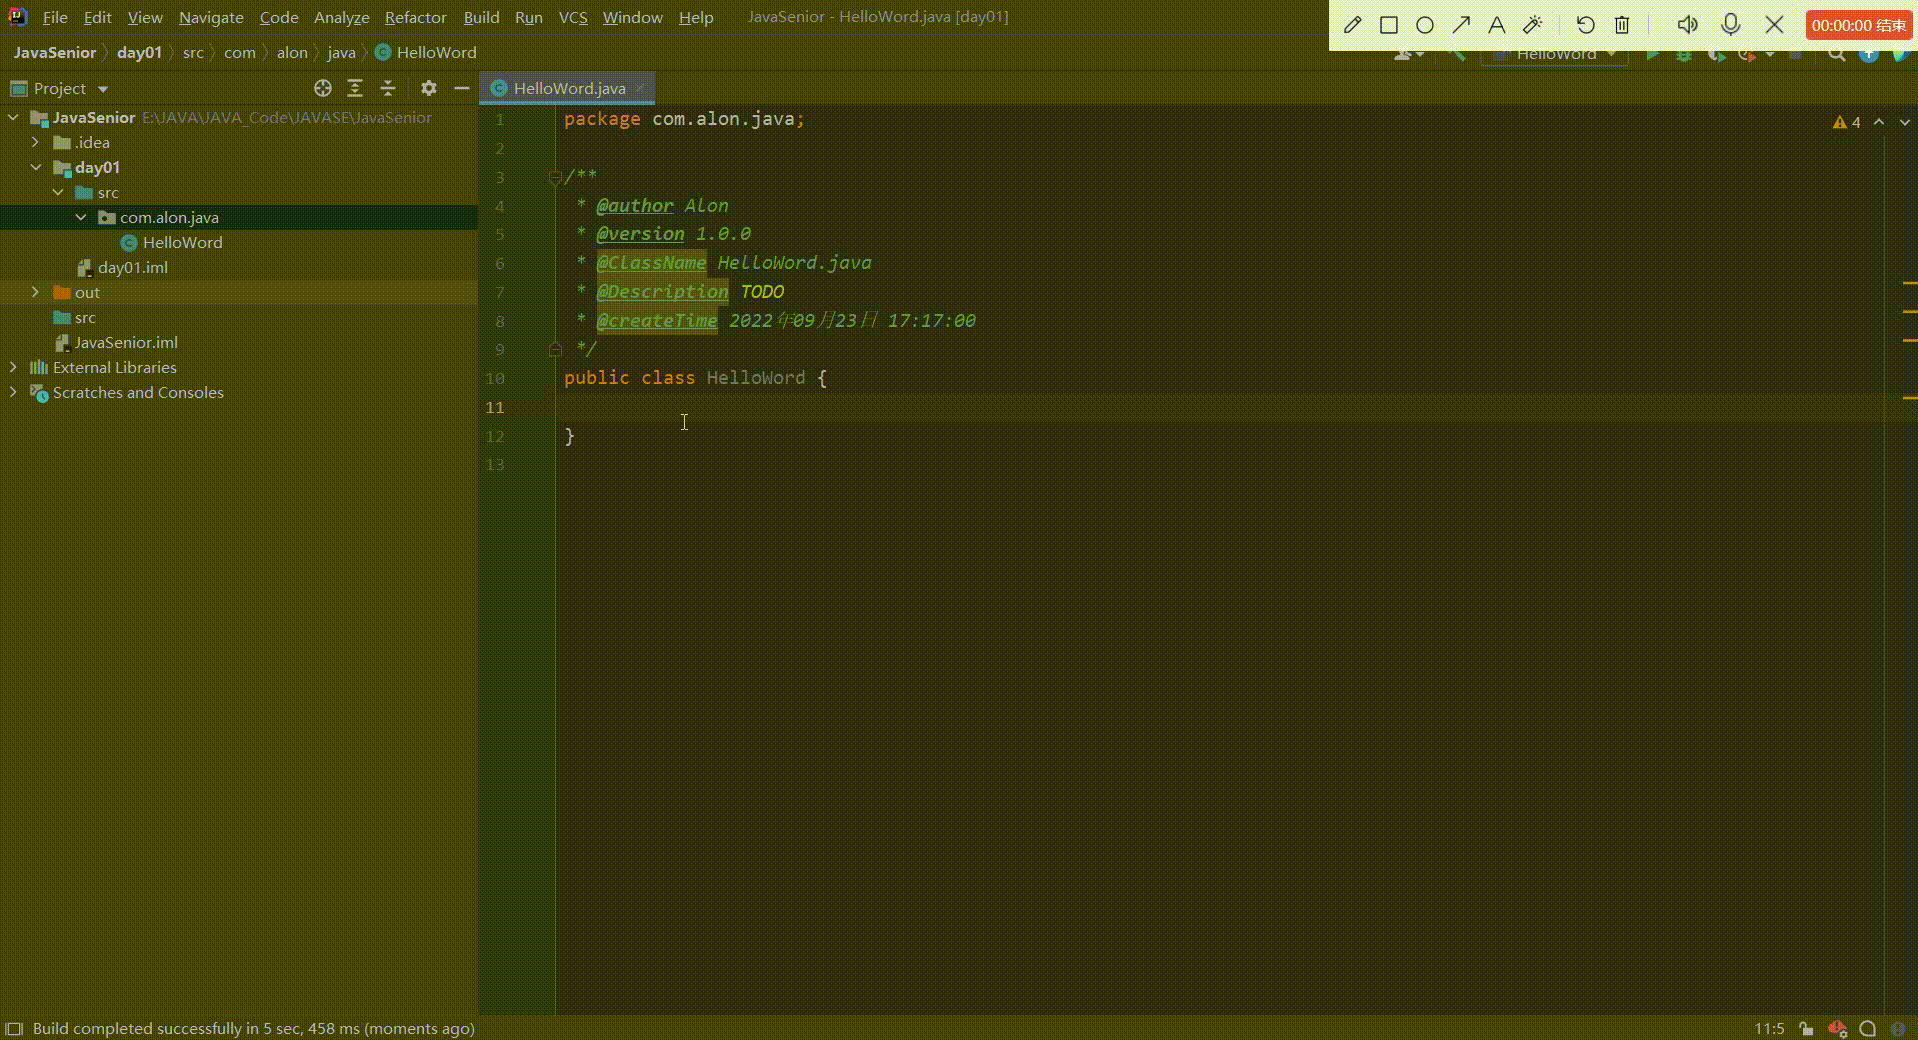 File Edit View Navigate Code Analyze Refactor Build Run VCS Window Help JavaSenior - HelloWord.java [day01]
00:00:00 结束
JavaSenior day01 src com alon java HelloWord
HelloWord
Project
HelloWord.java
JavaSenior E:\JAVA\JAVA_Code\JAVASE\JavaSenior
.idea
day01
src
com.alon.java
HelloWord
day01.iml
out
src
JavaSenior.iml
External Libraries
Scratches and Consoles
4
1 package com.alon.java;
2
3 /**
4 * @author Alon
5 * @version 1.0.0
6 * @ClassName HelloWord.java
7 * @Description TODO
8 * @createTime 2022年09月23日 17:17:00
9 */
10 public class HelloWord {
11
12 }
13
Build completed successfully in 5 sec, 458 ms (moments ago)
11:5